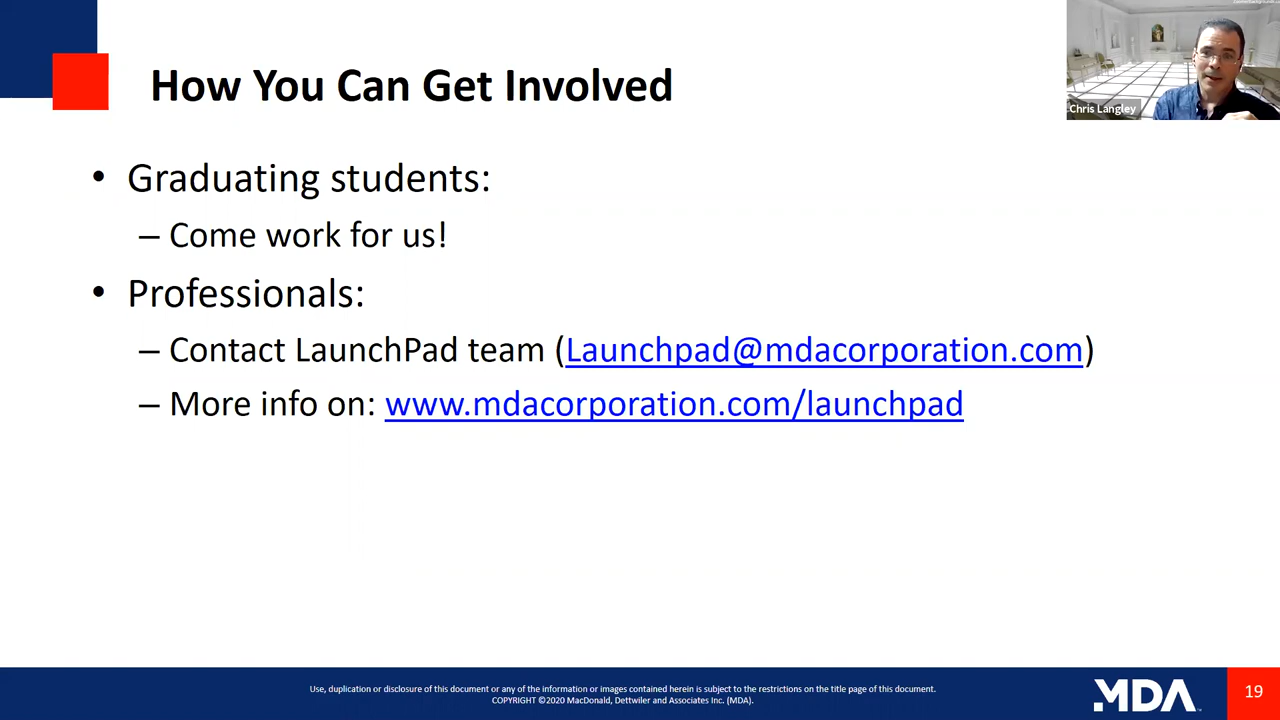 How You Can Get Involved
Chris Langley
• Graduating students:
– Come work for us!
• Professionals:
– Contact LaunchPad team (Launchpad@mdacorporation.com)
– More info on: www.mdacorporation.com/launchpad
Use, duplication or disclosure of this document or any of the information or images contained herein is subject to the restrictions on the title page of this document.
COPYRIGHT ©2020 MacDonald, Dettwiler and Associates Inc. (MDA).
MDA
19